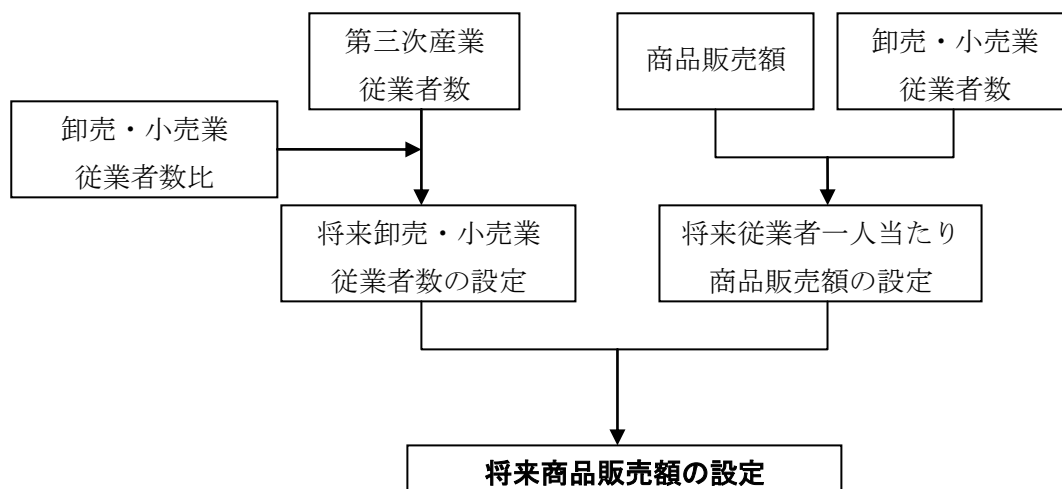 第三次産業
従業者数
商品販売額
卸売・小売業
従業者数
卸売・小売業
従業者数比
将来卸売・小売業
従業者数の設定
将来従業者一人当たり
商品販売額の設定
将来商品販売額の設定